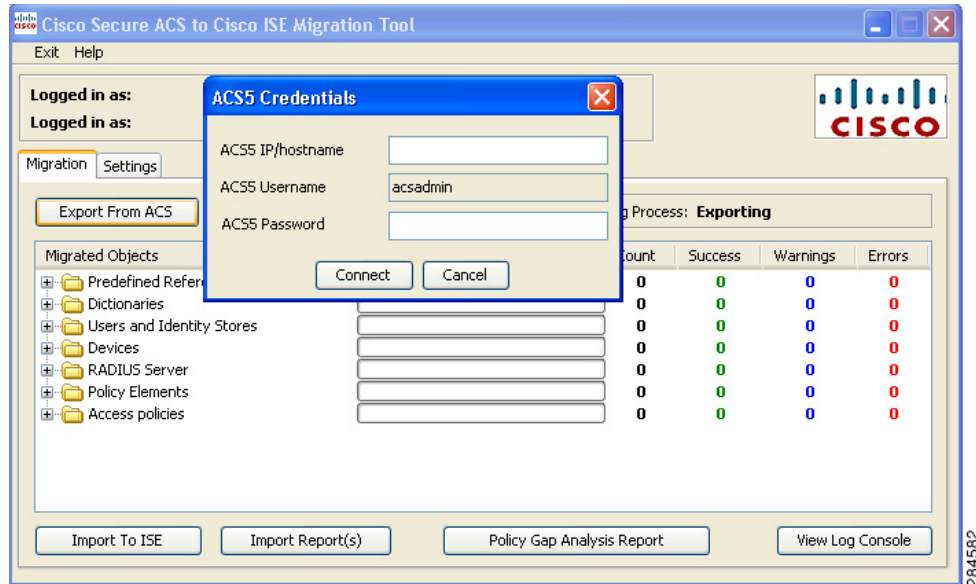 Cisco Secure ACS to Cisco ISE Migration Tool
Exit Help
Logged in as:
Logged in as:
CISCO
ACS5 Credentials
ACS5 IP/hostname
ACS5 Username acsadmin
ACS5 Password
Connect Cancel
Migration Settings
Export From ACS
Process: Exporting
Migrated Objects Success Warnings Errors
Predefined 0 0 0 0
Dictionaries 0 0 0 0
Users and Identity Stores 0 0 0 0
Devices 0 0 0 0
RADIUS Server 0 0 0 0
Policy Elements 0 0 0 0
Access policies 0 0 0 0
Import To ISE Import Report(s) Policy Gap Analysis Report View Log Console
284582